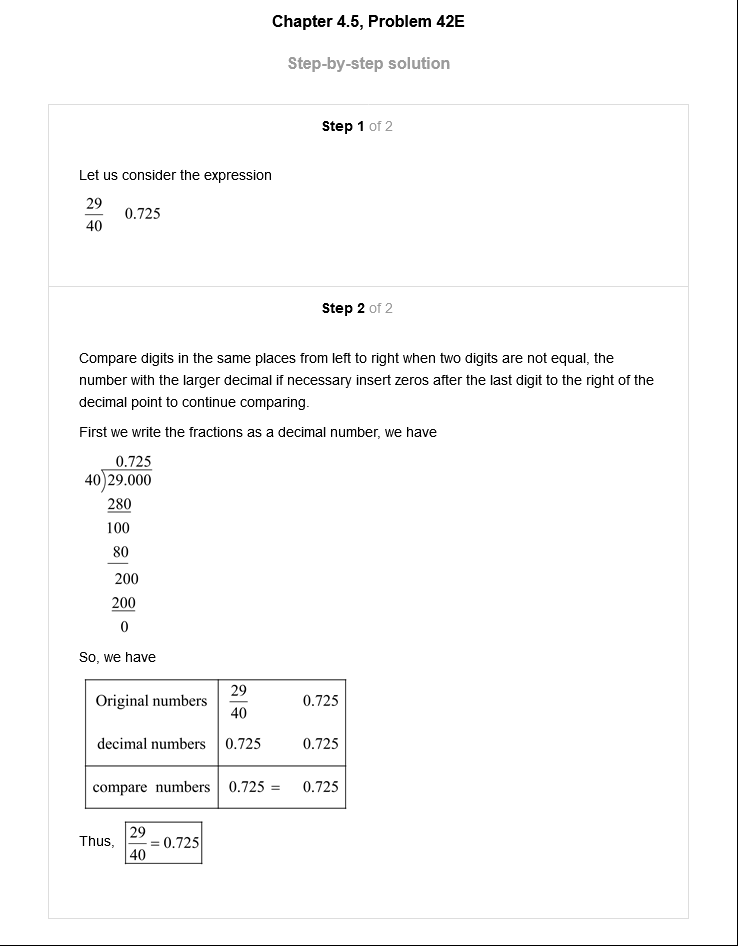 Chapter 4.5, Problem 42E
Step-by-step solution
Step 1 of 2
Let us consider the expression
29/40 0.725
Step 2 of 2
Compare digits in the same places from left to right when two digits are not equal, the
number with the larger decimal if necessary insert zeros after the last digit to the right of the
decimal point to continue comparing.
First we write the fractions as a decimal number, we have
0.725
40)29.000
280
100
80
200
200
0
So, we have
Original numbers 29/40 0.725
decimal numbers 0.725 0.725
compare numbers 0.725 = 0.725
Thus, 29/40 = 0.725